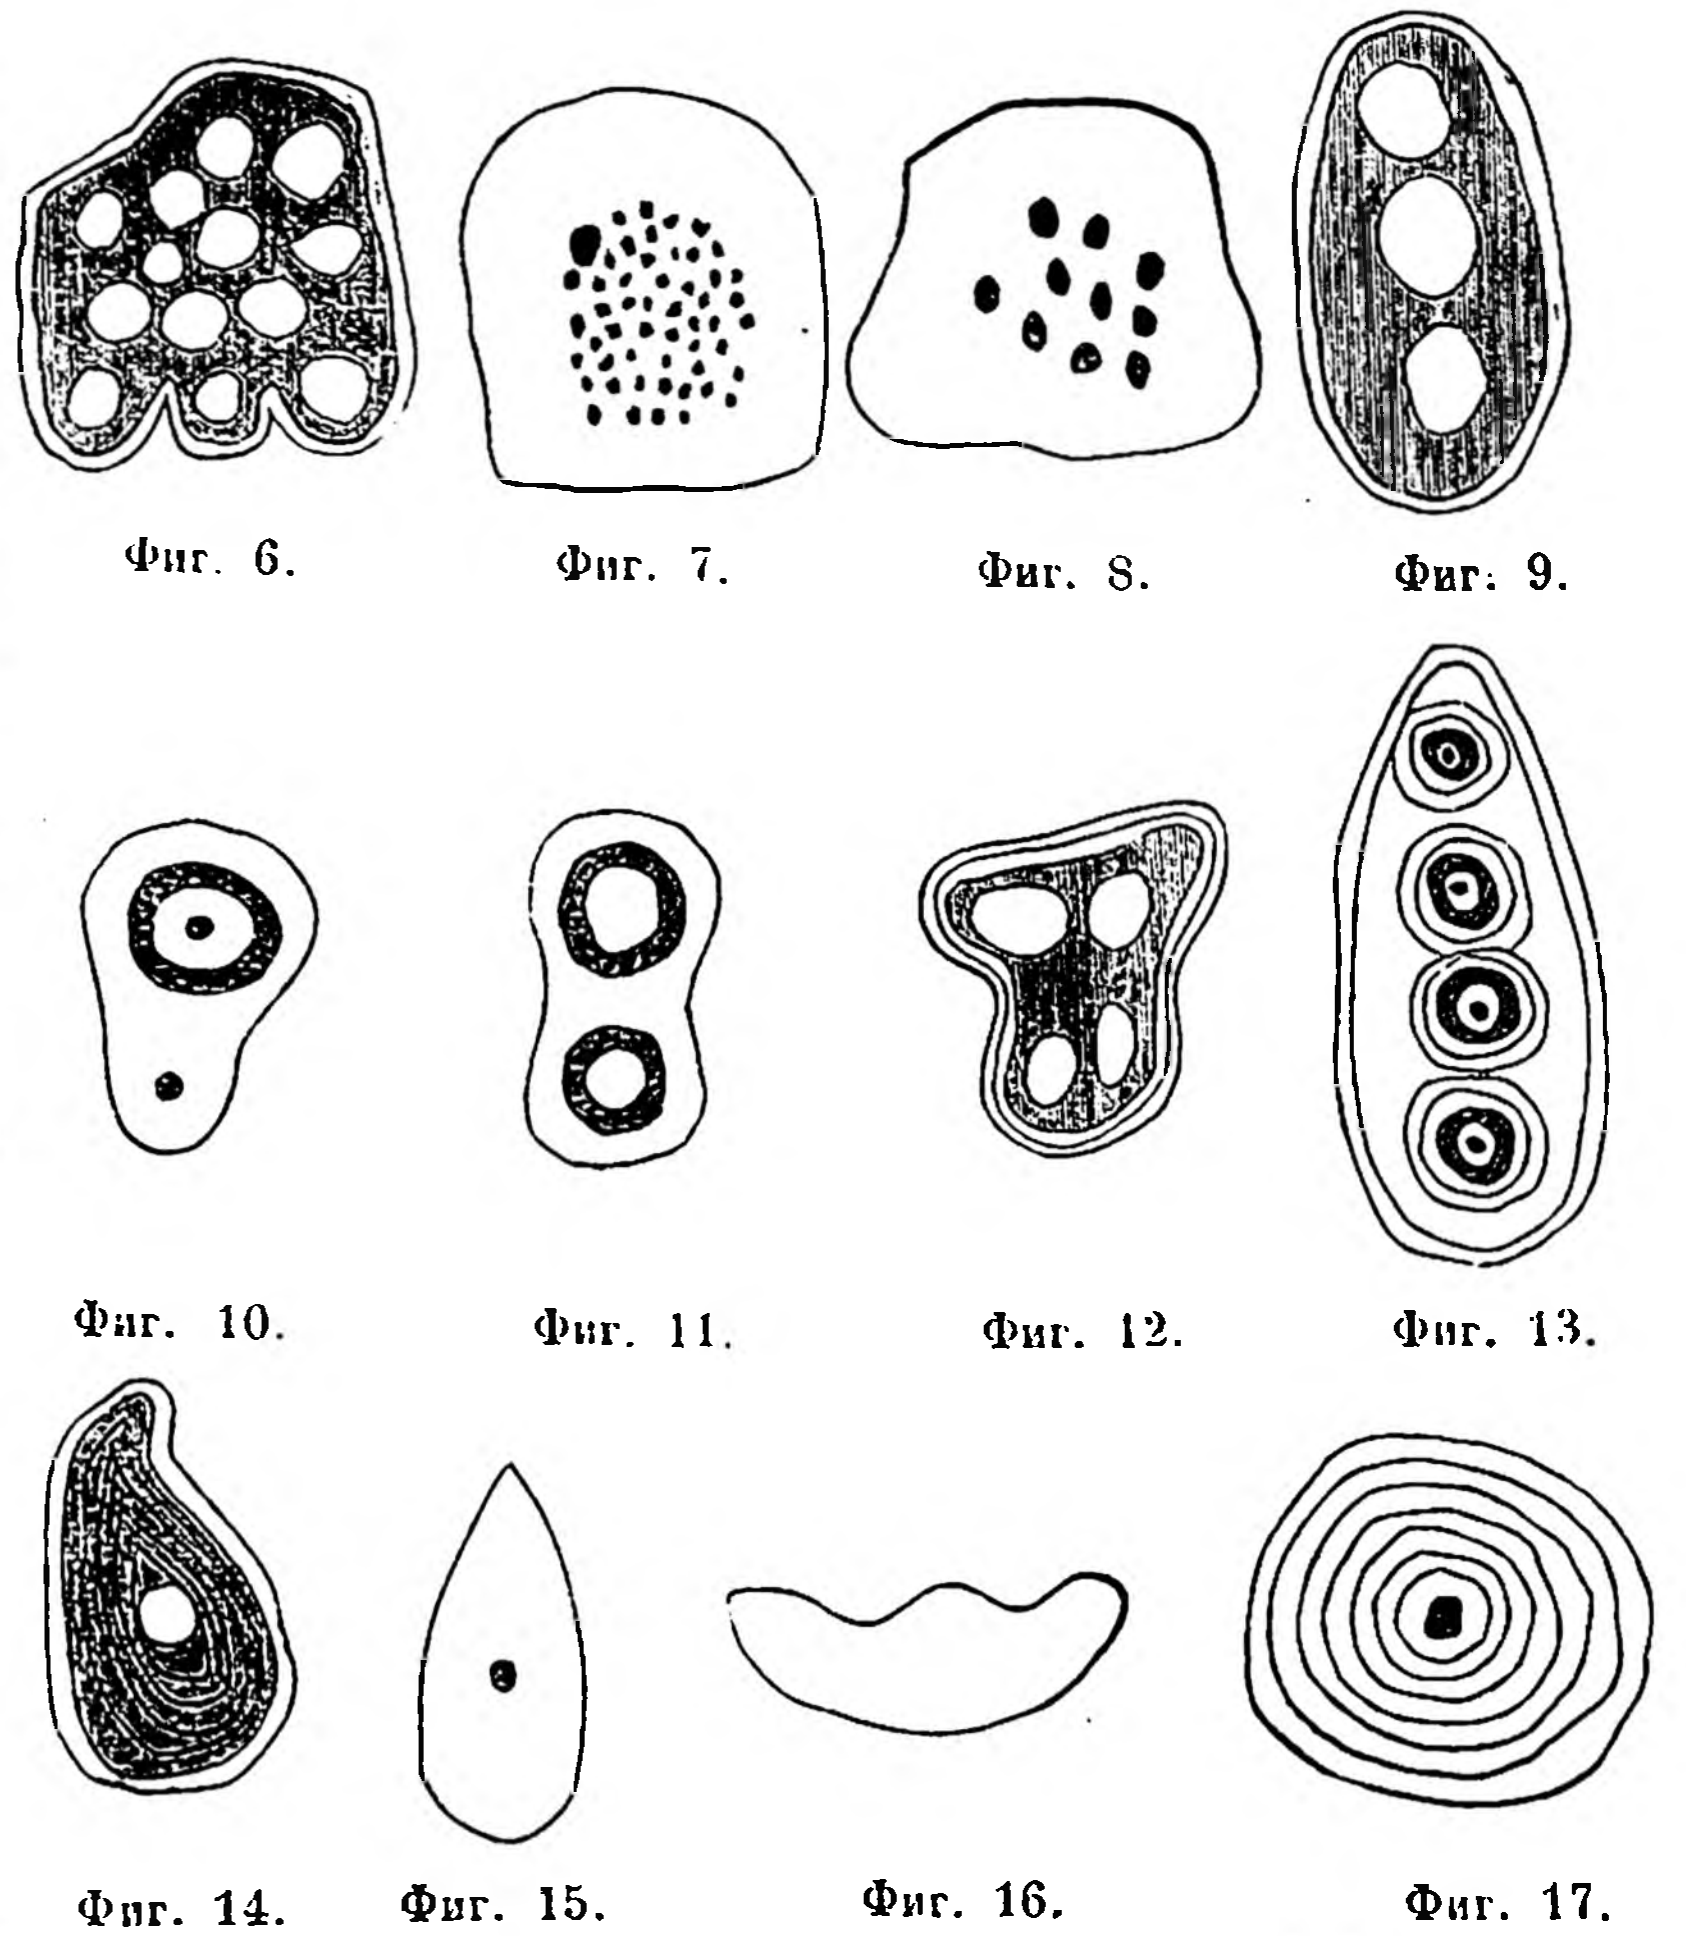 Фиг. 6.
Фиг. 7.
Фиг. 8.
Фиг. 9.
Фиг. 10.
Фиг. 11.
Фиг. 12.
Фиг. 13.
Фиг. 14.
Фиг. 15.
Фиг. 16.
Фиг. 17.